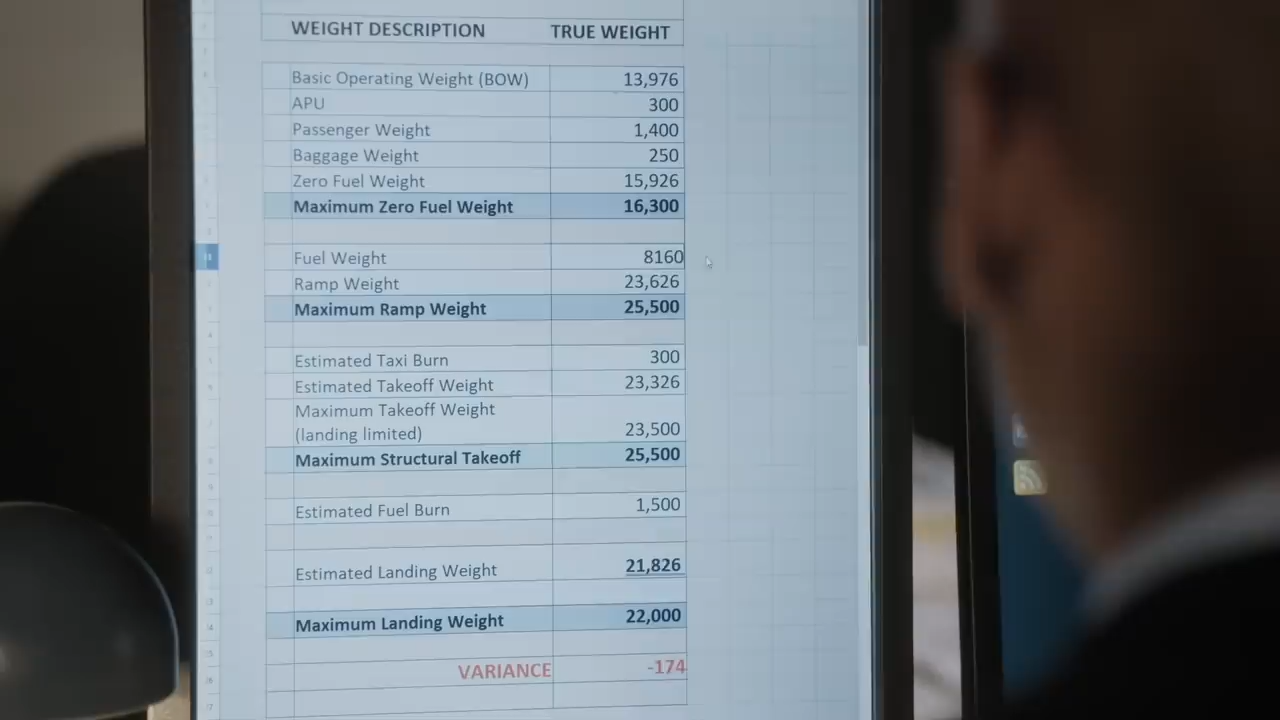 WEIGHT DESCRIPTION TRUE WEIGHT
Basic Operating Weight (BOW) 13,976
APU 300
Passenger Weight 1,400
Baggage Weight 250
Zero Fuel Weight 15,926
Maximum Zero Fuel Weight 16,300
Fuel Weight 8160
Ramp Weight 23,626
Maximum Ramp Weight 25,500
Estimated Taxi Burn 300
Estimated Takeoff Weight 23,326
Maximum Takeoff Weight
(landing limited) 23,500
Maximum Structural Takeoff 25,500
Estimated Fuel Burn 1,500
Estimated Landing Weight 21,826
Maximum Landing Weight 22,000
VARIANCE -174